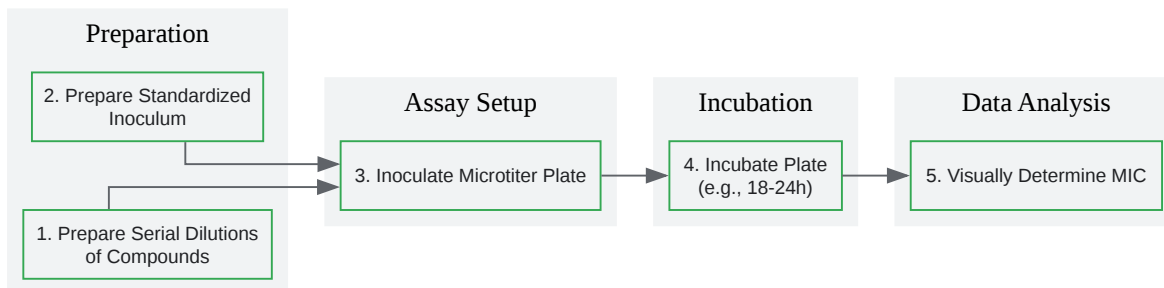 Preparation
2. Prepare Standardized
Inoculum
1. Prepare Serial Dilutions
of Compounds
Assay Setup
3. Inoculate Microtiter Plate
Incubation
4. Incubate Plate
(e.g., 18-24h)
Data Analysis
5. Visually Determine MIC